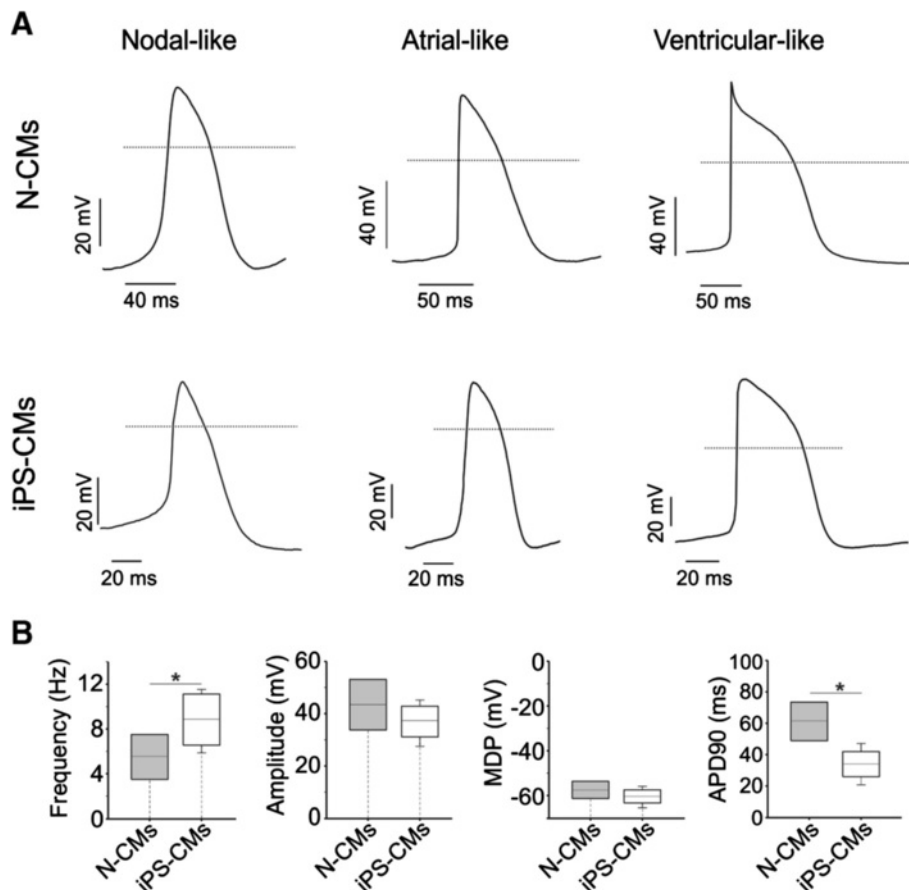 A
Nodal-like Atrial-like Ventricular-like
N-CMs
20 mV
40 ms
40 mV
50 ms
40 mV
50 ms
iPS-CMs
20 mV
20 ms
20 mV
20 ms
20 mV
20 ms
B
Frequency (Hz)
12
8
4
0
*
N-CMs
iPS-CMs
Amplitude (mV)
60
40
20
0
N-CMs
iPS-CMs
MDP (mV)
0
-20
-40
-60
N-CMs
iPS-CMs
APD90 (ms)
100
80
60
40
20
0
*
N-CMs
iPS-CMs